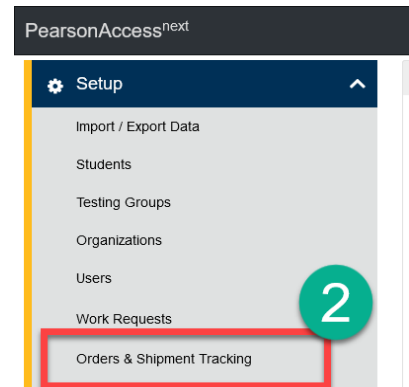 PearsonAccessnext
Setup
Import / Export Data
Students
Testing Groups
Organizations
Users
Work Requests
2
Orders & Shipment Tracking